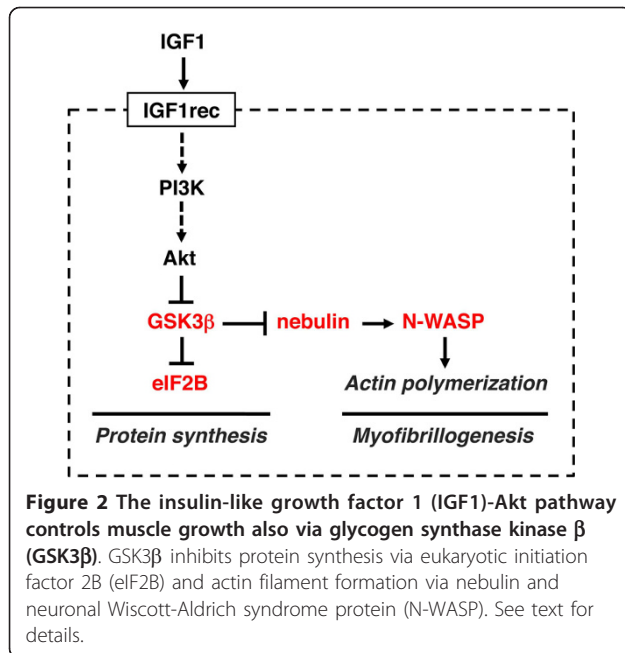 IGF1
IGF1rec
PI3K
Akt
GSK3β nebulin N-WASP
eIF2B Actin polymerization
Protein synthesis Myofibrillogenesis
Figure 2 The insulin-like growth factor 1 (IGF1)-Akt pathway
controls muscle growth also via glycogen synthase kinase β
(GSK3β). GSK3β inhibits protein synthesis via eukaryotic initiation
factor 2B (eIF2B) and actin filament formation via nebulin and
neuronal Wiscott-Aldrich syndrome protein (N-WASP). See text for
details.